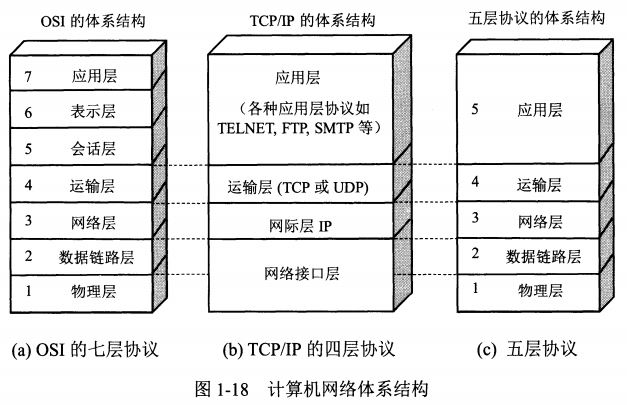 OSI 的体系结构
TCP/IP 的体系结构
五层协议的体系结构
7 应用层
6 表示层
5 会话层
4 运输层
3 网络层
2 数据链路层
1 物理层
应用层
(各种应用层协议如
TELNET, FTP, SMTP 等)
运输层 (TCP 或 UDP)
网际层 IP
网络接口层
5 应用层
4 运输层
3 网络层
2 数据链路层
1 物理层
(a) OSI 的七层协议
(b) TCP/IP 的四层协议
(c) 五层协议
图 1-18 计算机网络体系结构